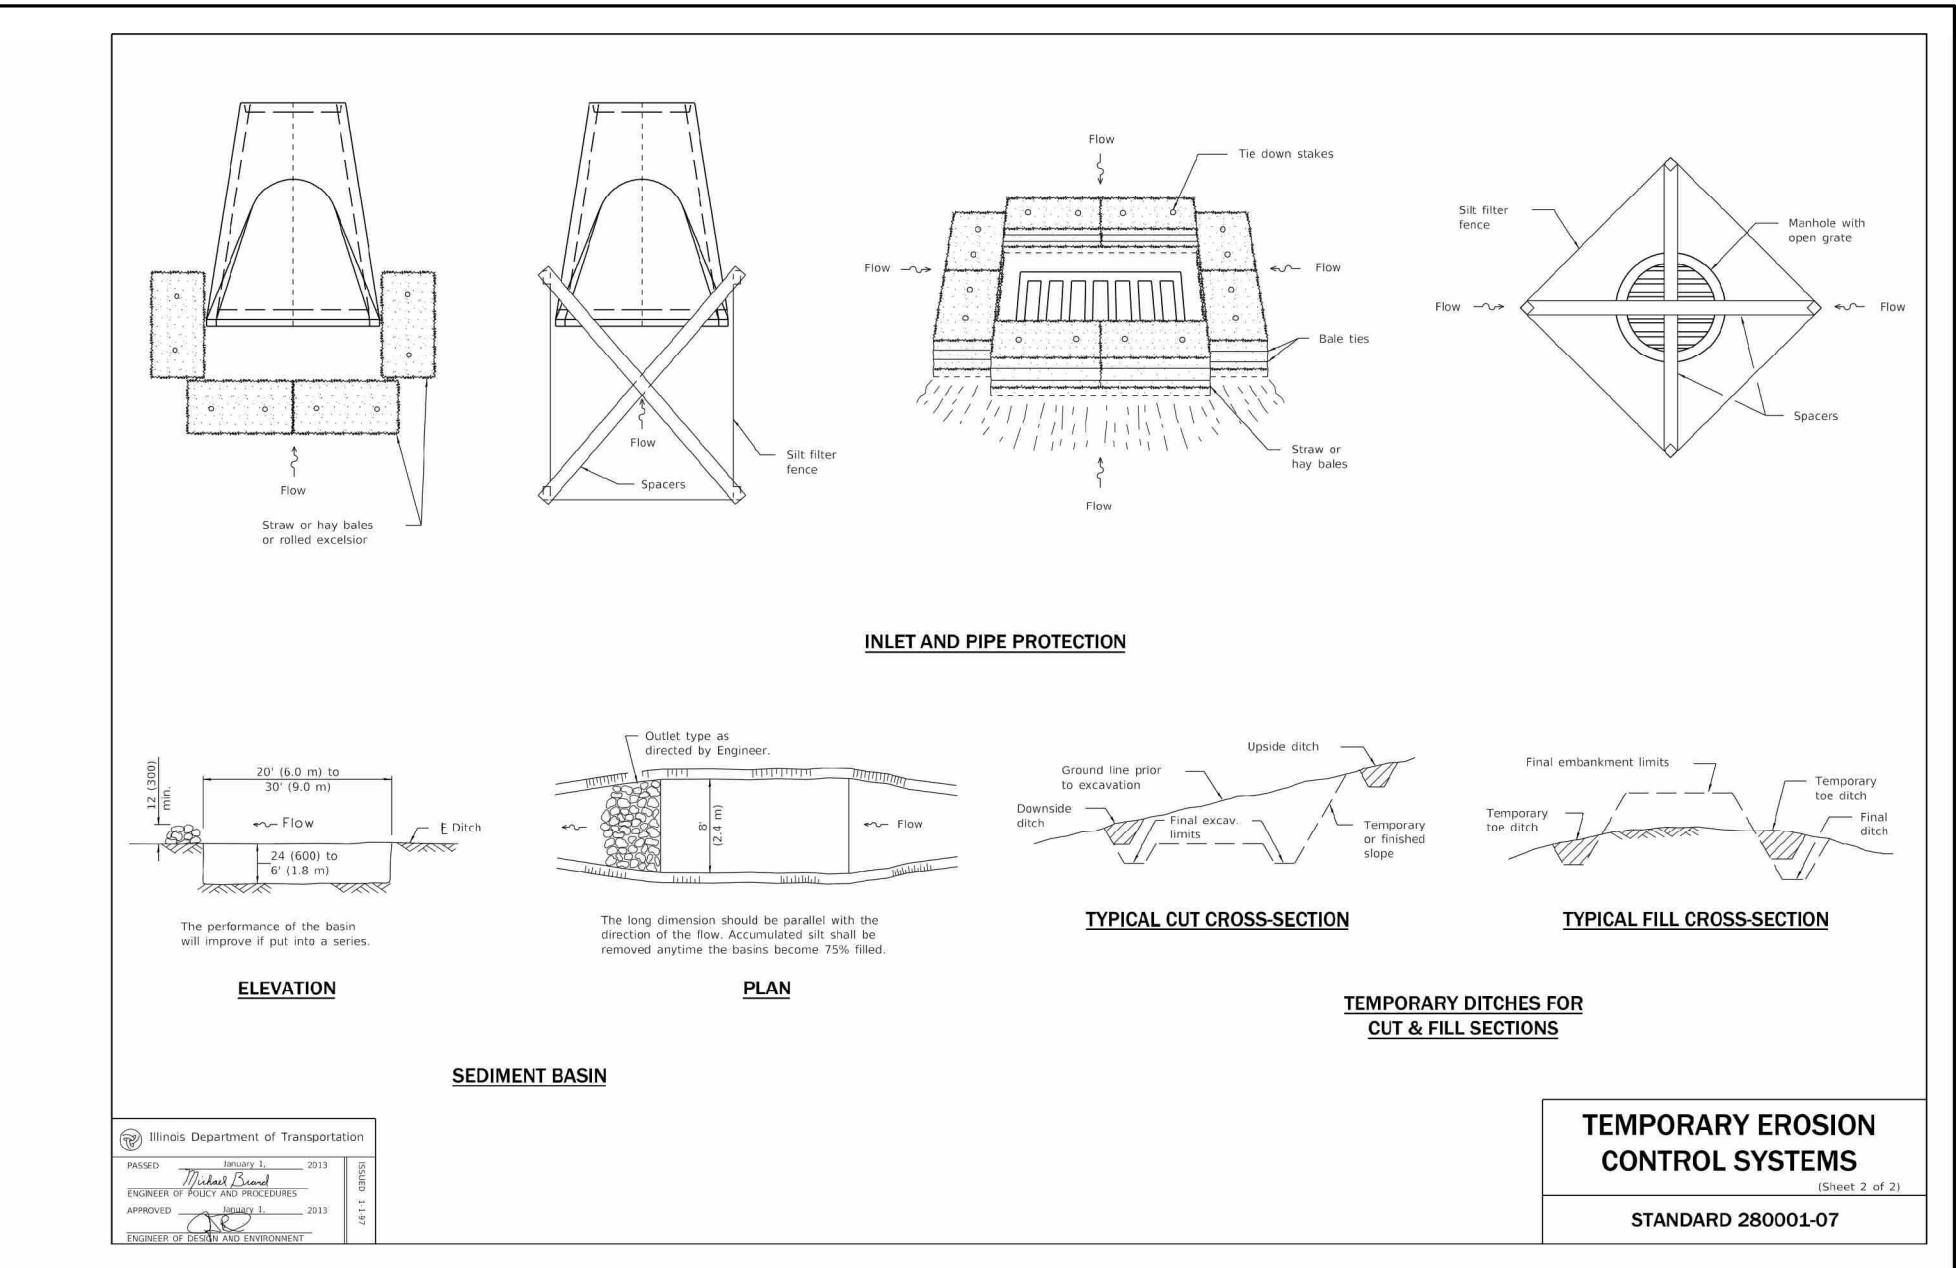 Flow
Straw or hay bales
or rolled excelsior
Flow
Spacers
Silt filter
fence
Flow
Tie down stakes
Flow
Flow
Bale ties
Straw or
hay bales
Flow
Silt filter
fence
Manhole with
open grate
Flow
Flow
Spacers
INLET AND PIPE PROTECTION
12 (300)
min.
20' (6.0 m) to
30' (9.0 m)
Flow
E Ditch
24 (600) to
6' (1.8 m)
The performance of the basin
will improve if put into a series.
ELEVATION
Outlet type as
directed by Engineer.
8'
(2.4 m)
Flow
The long dimension should be parallel with the
direction of the flow. Accumulated silt shall be
removed anytime the basins become 75% filled.
PLAN
SEDIMENT BASIN
Upside ditch
Ground line prior
to excavation
Downside
ditch
Final excav.
limits
Temporary
or finished
slope
TYPICAL CUT CROSS-SECTION
Final embankment limits
Temporary
toe ditch
Temporary
toe ditch
Final
ditch
TYPICAL FILL CROSS-SECTION
TEMPORARY DITCHES FOR
CUT & FILL SECTIONS
Illinois Department of Transportation
PASSED January 1, 2013
Michael Brand
ENGINEER OF POLICY AND PROCEDURES
APPROVED January 1, 2013
ENGINEER OF DESIGN AND ENVIRONMENT
ISSUED 1-1-97
TEMPORARY EROSION
CONTROL SYSTEMS
(Sheet 2 of 2)
STANDARD 280001-07